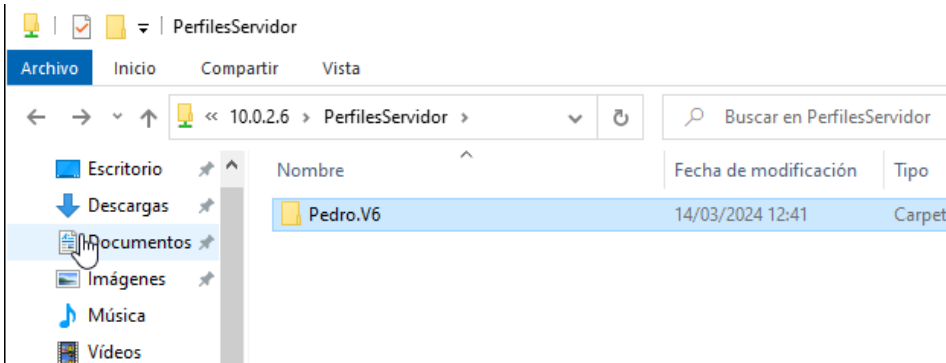 PerfilesServidor
Archivo Inicio Compartir Vista
« 10.0.2.6 > PerfilesServidor > Buscar en PerfilesServidor
Escritorio Nombre Fecha de modificación Tipo
Descargas Pedro.V6 14/03/2024 12:41 Carpet
Documentos
Imágenes
Música
Vídeos